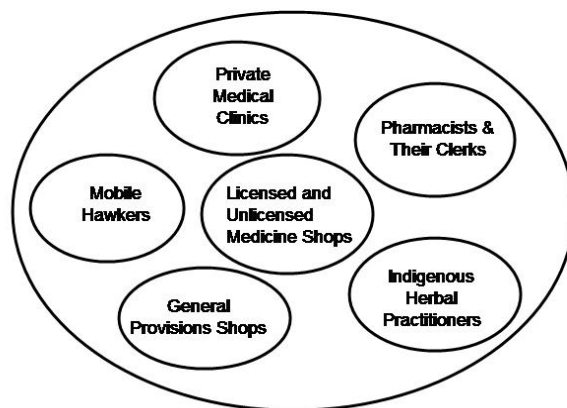 Private
Medical
Clinics
Pharmacists &
Their Clerks
Mobile
Hawkers
Licensed and
Unlicensed
Medicine Shops
General
Provisions Shops
Indigenous
Herbal
Practitioners